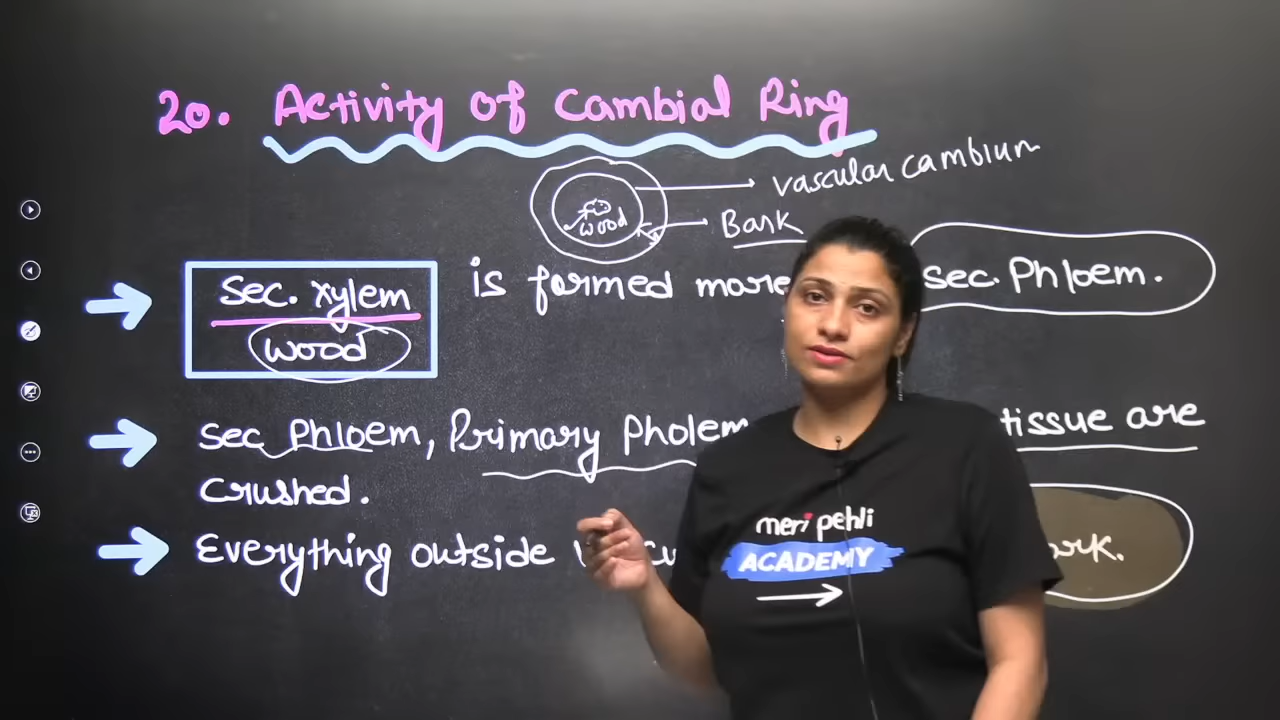 20. Activity of Cambial Ring
vascular cambium
wood
Bark
Sec. xylem is formed more sec. Phloem.
wood
Sec Phloem, Primary Pholem tissue are
crushed.
Everything outside
meri pehli
ACADEMY